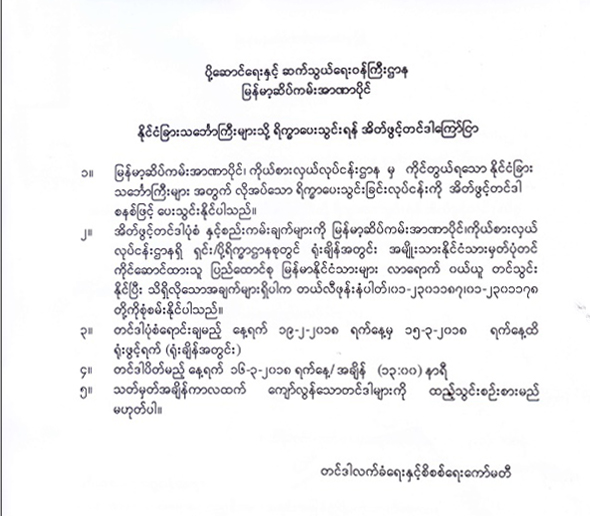 ပို့ဆောင်ရေးနှင့် ဆက်သွယ်ရေးဝန်ကြီးဌာန
မြန်မာ့ဆိပ်ကမ်းအာဏာပိုင်
နိုင်ငံခြားသင်္ဘောကြီးများသို့ ရိက္ခာပေးသွင်းရန် အိတ်ဖွင့်တင်ဒါကြော်ငြာ
၁။ မြန်မာ့ဆိပ်ကမ်းအာဏာပိုင်၊ ကိုယ်စားလှယ်လုပ်ငန်းဌာန မှ ကိုင်တွယ်ရသော နိုင်ငံခြား
သင်္ဘောကြီးများ အတွက် လိုအပ်သော ရိက္ခာပေးသွင်းခြင်းလုပ်ငန်းကို အိတ်ဖွင့်တင်ဒါ
စနစ်ဖြင့် ပေးသွင်းနိုင်ပါသည်။
၂။ အိတ်ဖွင့်တင်ဒါပုံစံ နှင့်စည်းကမ်းချက်များကို မြန်မာ့ဆိပ်ကမ်းအာဏာပိုင်၊ကိုယ်စားလှယ်
လုပ်ငန်းဌာနရှိ ရှင်း/ပို့ရိက္ခာဌာနစုတွင် ရုံးချိန်အတွင်း အမျိုးသားနိုင်ငံသားမှတ်ပုံတင်
ကိုင်ဆောင်ထားသူ ပြည်ထောင်စု မြန်မာနိုင်ငံသားများ လာရောက် ဝယ်ယူ တင်သွင်း
နိုင်ပြီး သိရှိလိုသောအချက်များရှိပါက တယ်လီဖုန်းနံပါတ်၊၀၁-၂၃၀၁၁၈၇၊၀၁-၂၃၀၁၁၇၈
တို့ကိုစုံစမ်းနိုင်ပါသည်။
၃။ တင်ဒါပုံစံရောင်းချမည့် နေ့ရက် ၁၉-၂-၂၀၁၈ ရက်နေ့မှ ၁၅-၃-၂၀၁၈ ရက်နေ့ထိ
ရုံးဖွင့်ရက် (ရုံးချိန်အတွင်း)
၄။ တင်ဒါပိတ်မည့် နေ့ရက် ၁၆-၃-၂၀၁၈ ရက်နေ့/ အချိန် (၁၃:၀၀) နာရီ
၅။ သတ်မှတ်အချိန်ကာလထက် ကျော်လွန်သောတင်ဒါများကို ထည့်သွင်းစဉ်းစားမည်
မဟုတ်ပါ။
တင်ဒါလက်ခံရေးနှင့်စိစစ်ရေးကော်မတီ